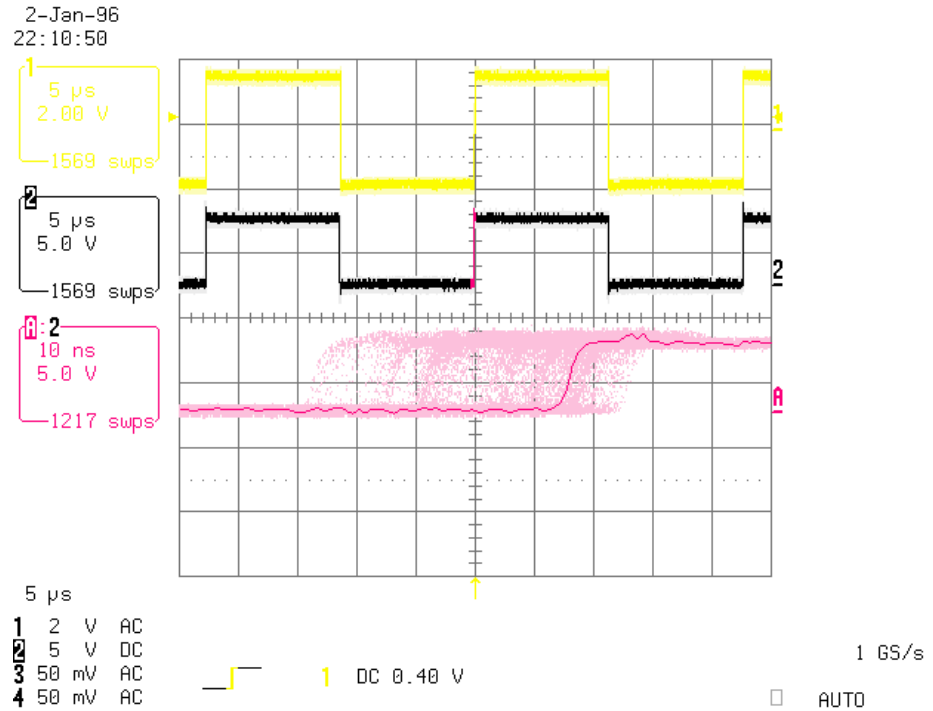 2-Jan-96
22:10:50
1
5 µs
2.00 V
1569 swps
1
2
5 µs
5.0 V
1569 swps
2
A:2
10 ns
5.0 V
1217 swps
A
5 µs
1 2 V AC
2 5 V DC
3 50 mV AC
4 50 mV AC
1 DC 0.40 V
1 GS/s
AUTO